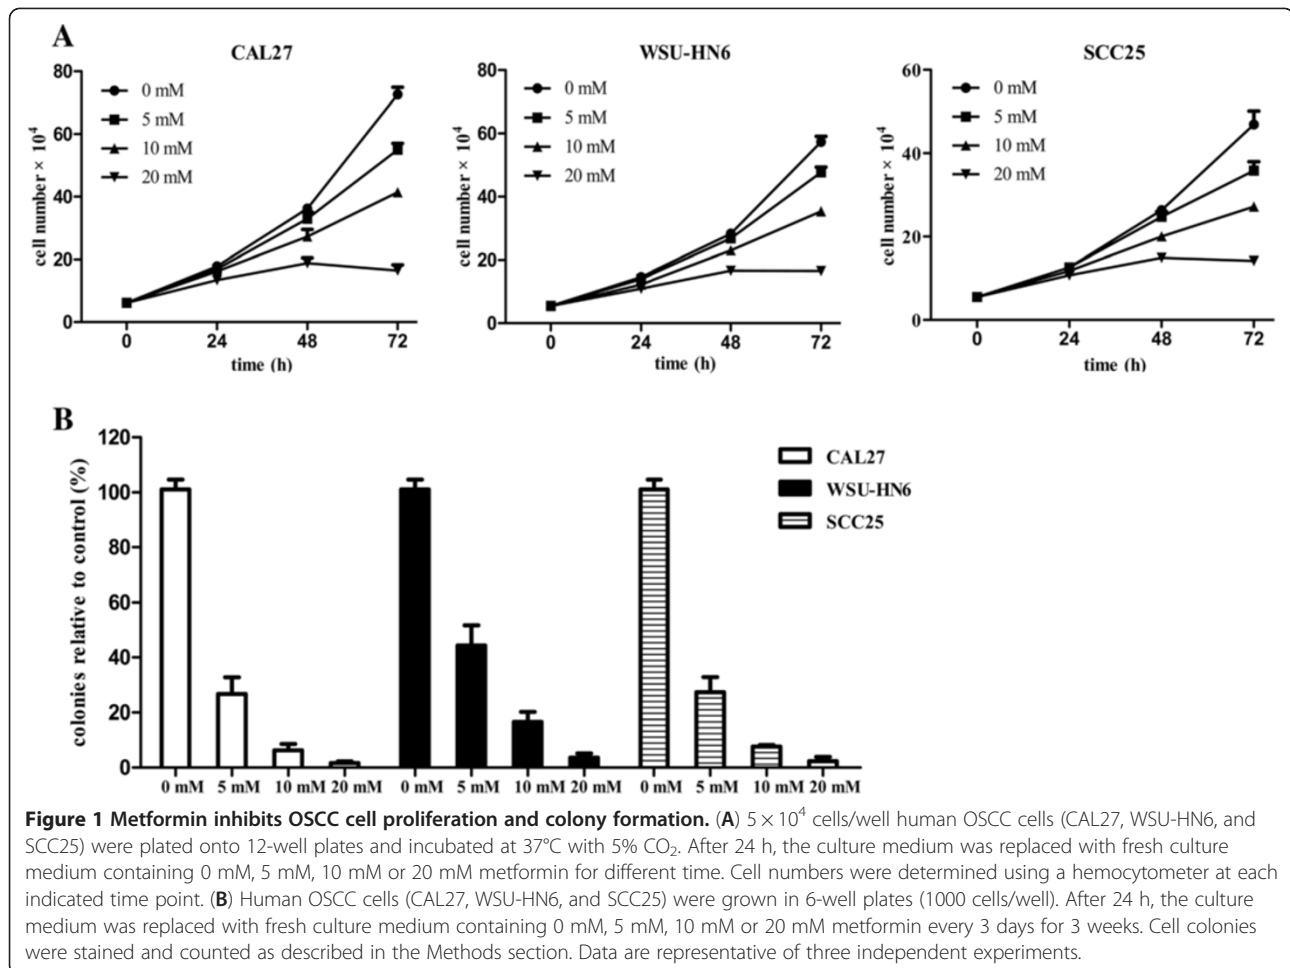 A
CAL27
80
60
40
20
0
cell number × 10⁴
0 mM
5 mM
10 mM
20 mM
0 24 48 72
time (h)
WSU-HN6
80
60
40
20
0
cell number × 10⁴
0 mM
5 mM
10 mM
20 mM
0 24 48 72
time (h)
SCC25
60
40
20
0
cell number × 10⁴
0 mM
5 mM
10 mM
20 mM
0 24 48 72
time (h)
B
120
100
80
60
40
20
0
colonies relative to control (%)
CAL27
WSU-HN6
SCC25
0 mM 5 mM 10 mM 20 mM 0 mM 5 mM 10 mM 20 mM 0 mM 5 mM 10 mM 20 mM
Figure 1 Metformin inhibits OSCC cell proliferation and colony formation. (A) 5 × 10⁴ cells/well human OSCC cells (CAL27, WSU-HN6, and
SCC25) were plated onto 12-well plates and incubated at 37°C with 5% CO₂. After 24 h, the culture medium was replaced with fresh culture
medium containing 0 mM, 5 mM, 10 mM or 20 mM metformin for different time. Cell numbers were determined using a hemocytometer at each
indicated time point. (B) Human OSCC cells (CAL27, WSU-HN6, and SCC25) were grown in 6-well plates (1000 cells/well). After 24 h, the culture
medium was replaced with fresh culture medium containing 0 mM, 5 mM, 10 mM or 20 mM metformin every 3 days for 3 weeks. Cell colonies
were stained and counted as described in the Methods section. Data are representative of three independent experiments.